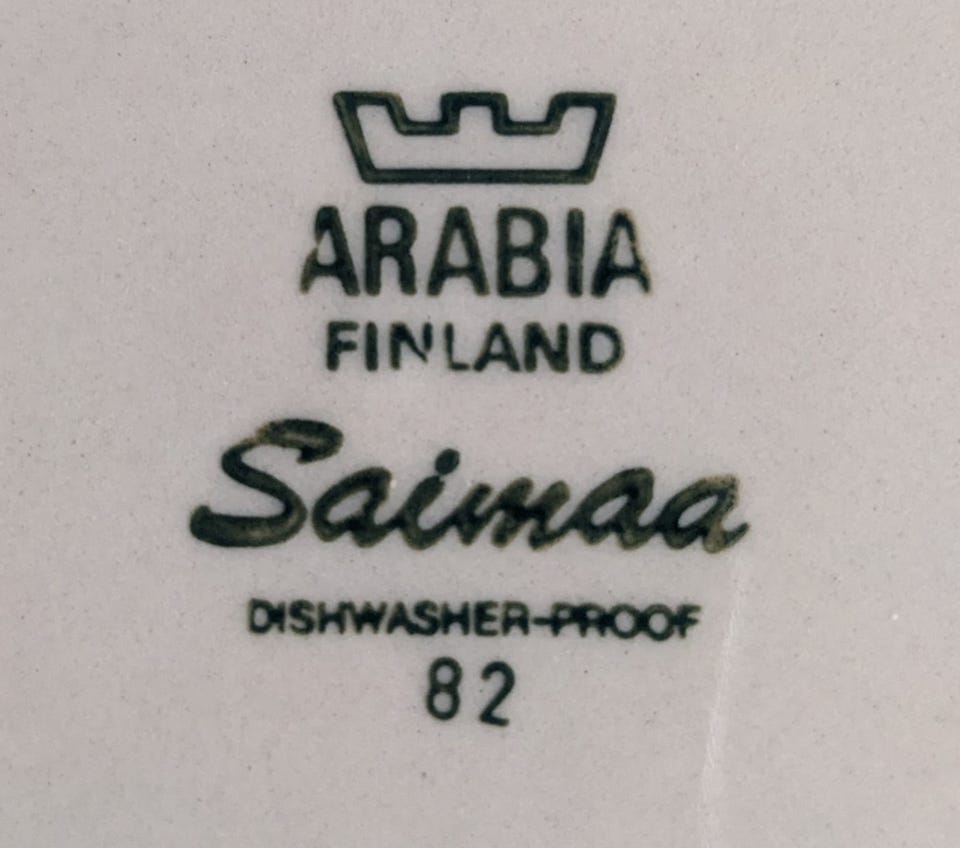 ARABIA
FINLAND
Saimaa
DISHWASHER-PROOF
82